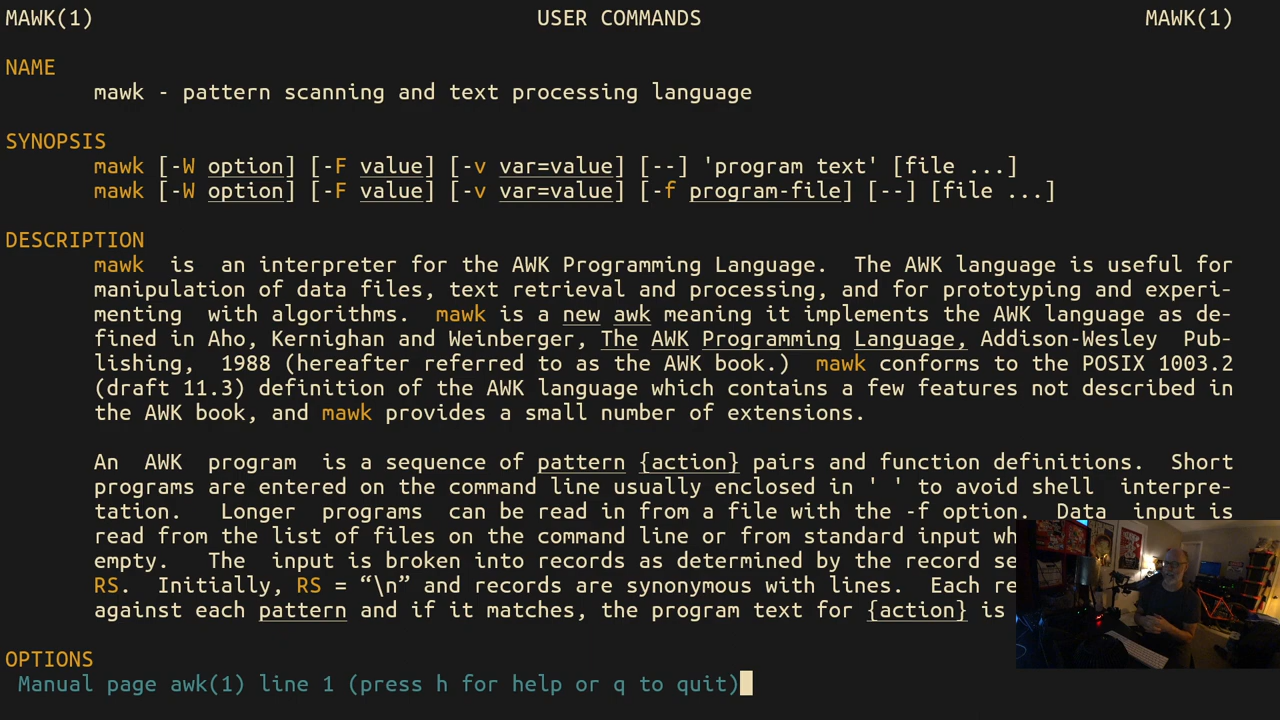 MAWK(1) USER COMMANDS MAWK(1)
NAME
mawk - pattern scanning and text processing language
SYNOPSIS
mawk [-W option] [-F value] [-v var=value] [--] 'program text' [file ...]
mawk [-W option] [-F value] [-v var=value] [-f program-file] [--] [file ...]
DESCRIPTION
mawk is an interpreter for the AWK Programming Language. The AWK language is useful for
manipulation of data files, text retrieval and processing, and for prototyping and experi-
menting with algorithms. mawk is a new awk meaning it implements the AWK language as de-
fined in Aho, Kernighan and Weinberger, The AWK Programming Language, Addison-Wesley Pub-
lishing, 1988 (hereafter referred to as the AWK book.) mawk conforms to the POSIX 1003.2
(draft 11.3) definition of the AWK language which contains a few features not described in
the AWK book, and mawk provides a small number of extensions.
An AWK program is a sequence of pattern {action} pairs and function definitions. Short
programs are entered on the command line usually enclosed in ' ' to avoid shell interpre-
tation. Longer programs can be read in from a file with the -f option. Data input is
read from the list of files on the command line or from standard input wh
empty. The input is broken into records as determined by the record se
RS. Initially, RS = “\n” and records are synonymous with lines. Each re
against each pattern and if it matches, the program text for {action} is
OPTIONS
Manual page awk(1) line 1 (press h for help or q to quit)